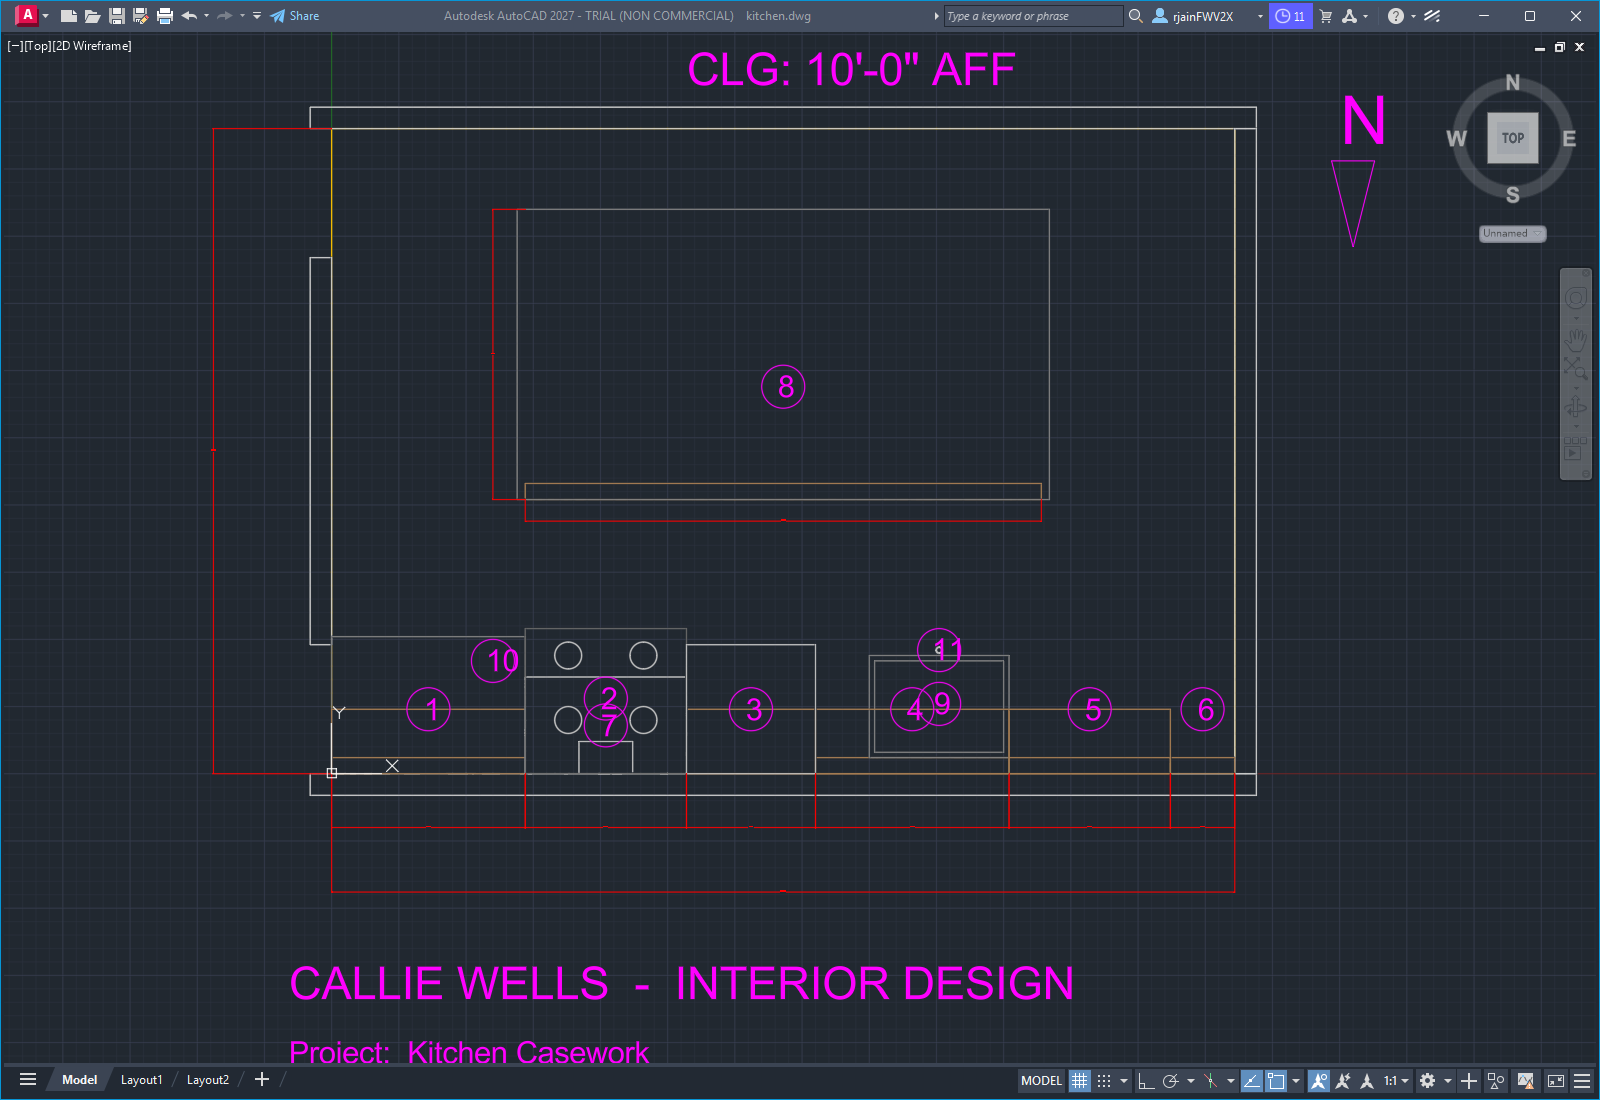 A
Share
Autodesk AutoCAD 2027 - TRIAL (NON COMMERCIAL) kitchen.dwg
Type a keyword or phrase
rjainFWV2X
11
[−][Top][2D Wireframe]
CLG: 10'-0" AFF
N
N
W
TOP
E
S
Unnamed
8
10
11
1
2
7
3
4
9
5
6
Y
X
CALLIE WELLS - INTERIOR DESIGN
Project: Kitchen Casework
Model
Layout1
Layout2
MODEL
1:1